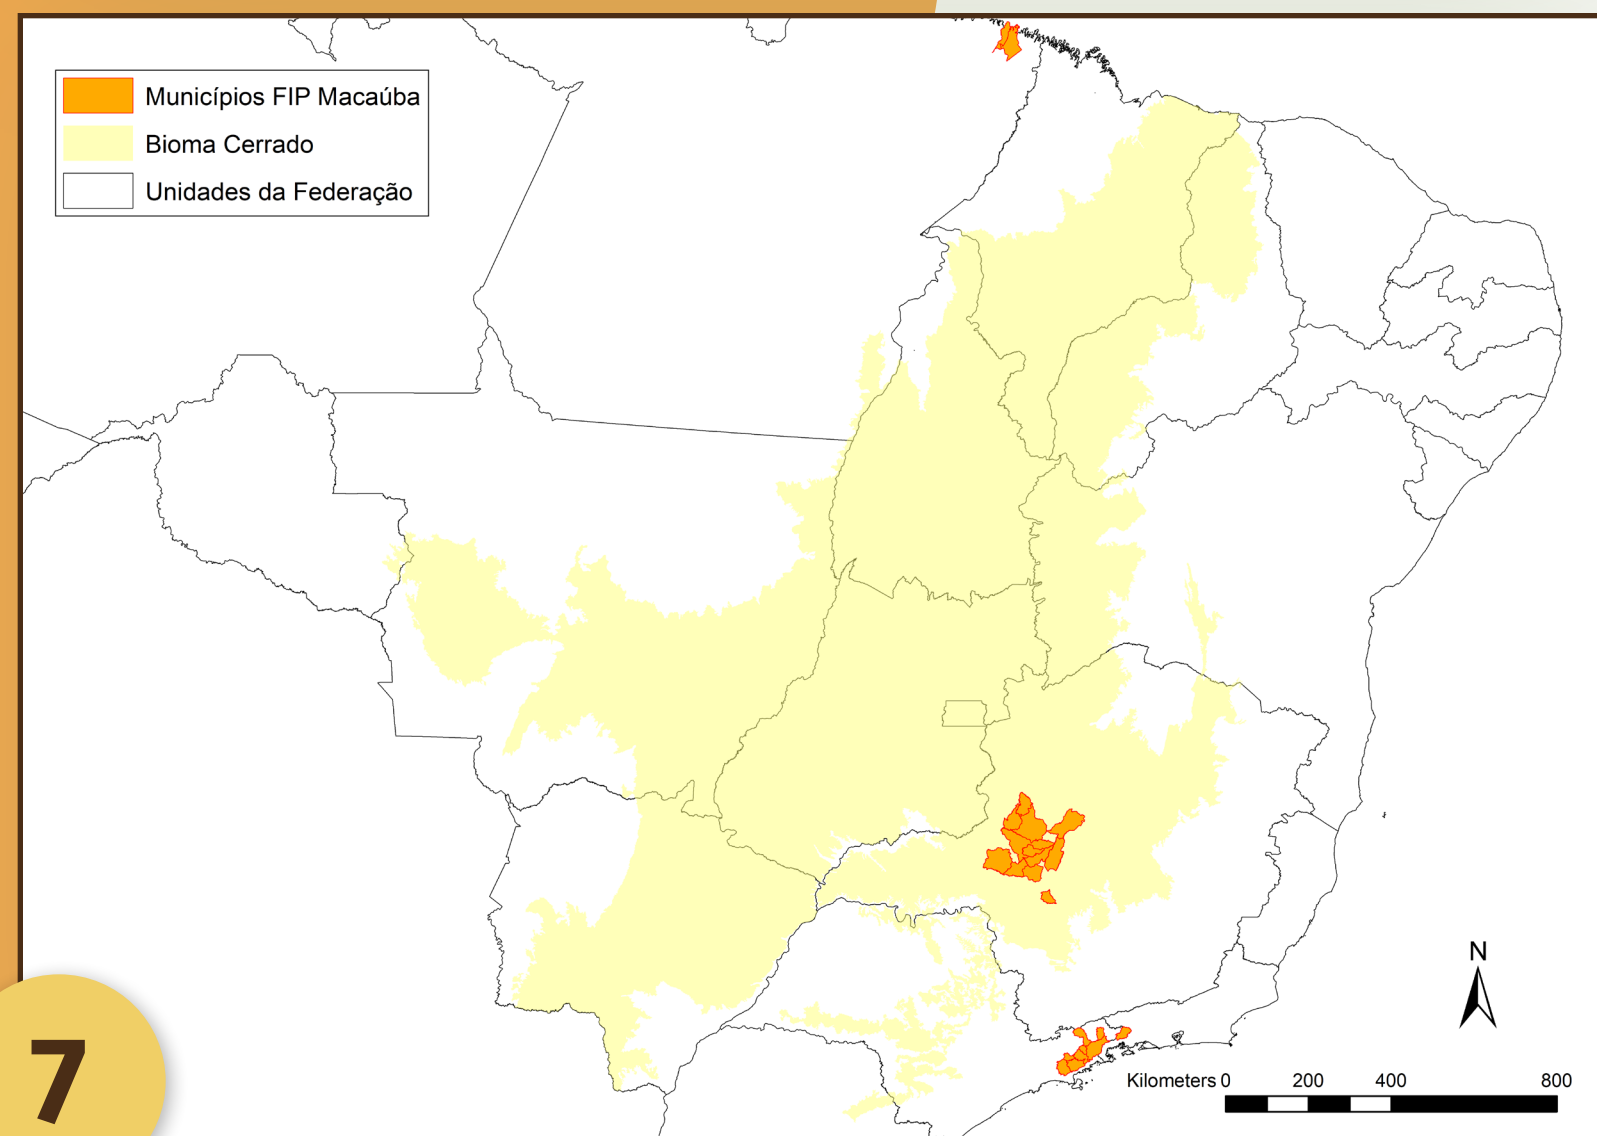 Municípios FIP Macaúba
Bioma Cerrado
Unidades da Federação
N
Kilometers 0 200 400 800
7